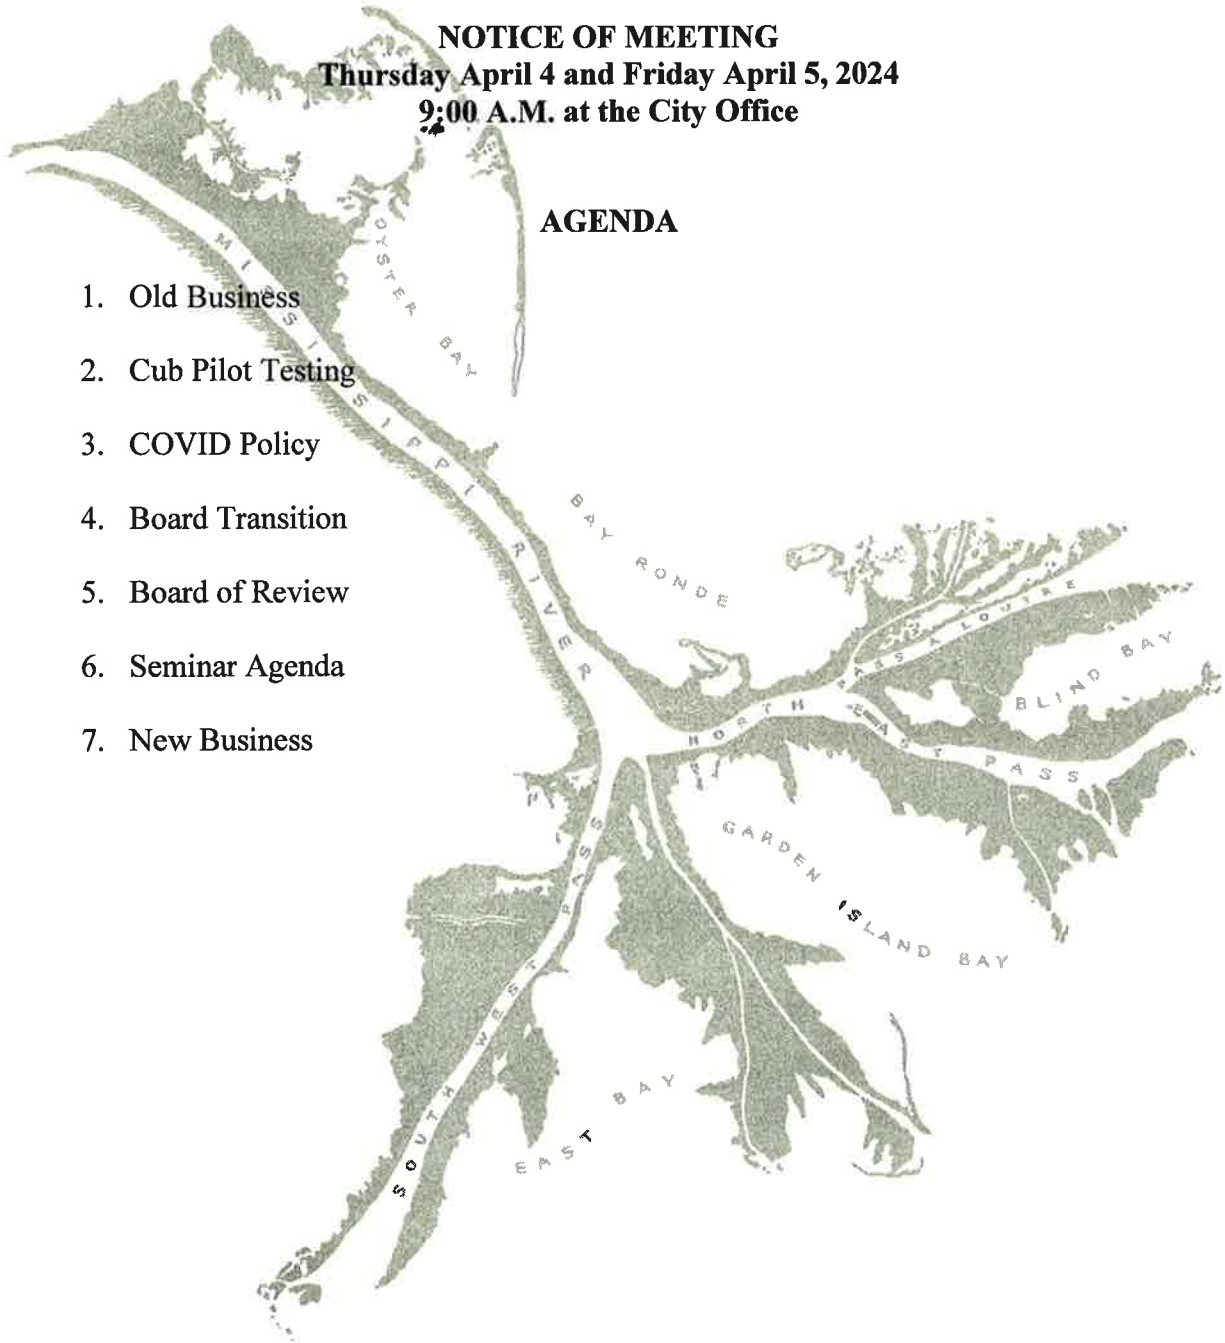 NOTICE OF MEETING
Thursday April 4 and Friday April 5, 2024
9:00 A.M. at the City Office
AGENDA
1. Old Business
2. Cub Pilot Testing
3. COVID Policy
4. Board Transition
5. Board of Review
6. Seminar Agenda
7. New Business
MISSISSIPPI RIVER
OYSTER BAY
BAY RONDE
PASS A LOUTRE
BLIND BAY
NORTH EAST PASS
GARDEN ISLAND BAY
SOUTH WEST PASS
EAST BAY